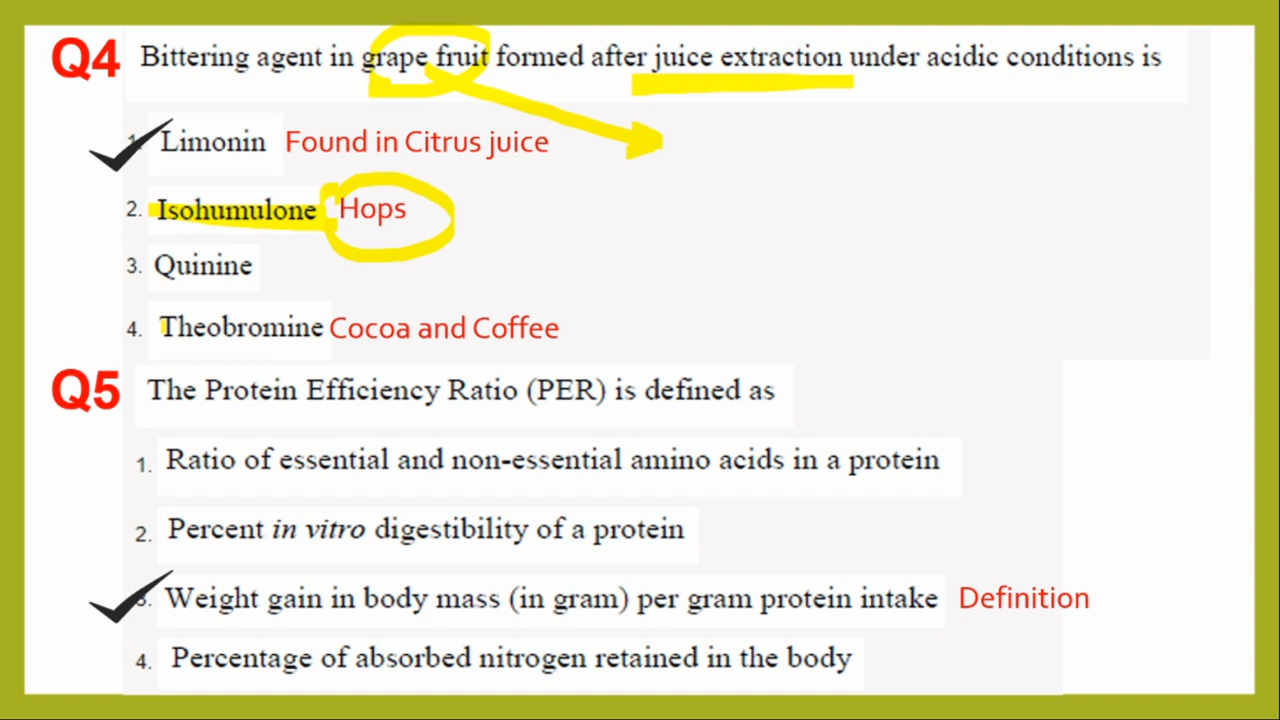 Q4 Bittering agent in grape fruit formed after juice extraction under acidic conditions is
1. Limonin Found in Citrus juice
2. Isohumulone Hops
3. Quinine
4. Theobromine Cocoa and Coffee
Q5 The Protein Efficiency Ratio (PER) is defined as
1. Ratio of essential and non-essential amino acids in a protein
2. Percent in vitro digestibility of a protein
3. Weight gain in body mass (in gram) per gram protein intake Definition
4. Percentage of absorbed nitrogen retained in the body